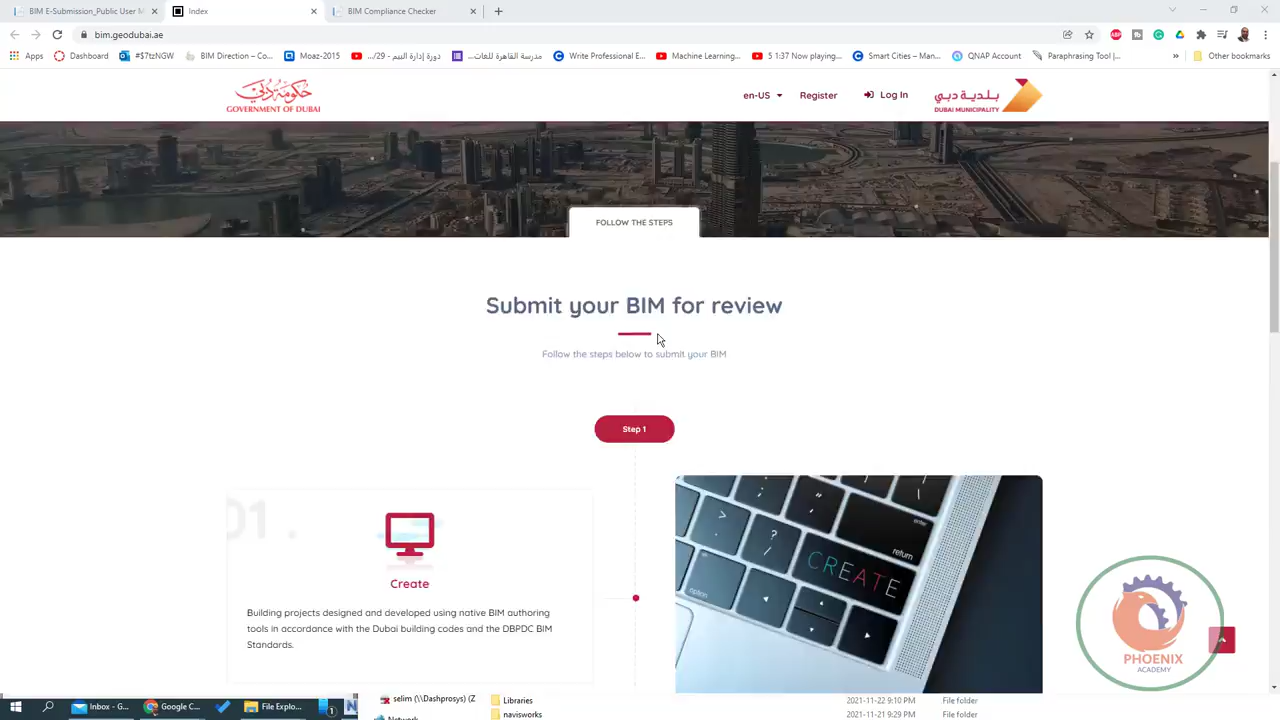 BIM E-Submission_Public User M
Index
BIM Compliance Checker
bim.geodubai.ae
Apps
Dashboard
#$7tzNGW
BIM Direction – Co...
Moaz-2015
دورة إدارة البيم - 29/...
مدرسة القاهرة للغات...
Write Professional E...
Machine Learning...
5 1:37 Now playing...
Smart Cities – Man...
QNAP Account
Paraphrasing Tool |...
Other bookmarks
حكومة دبي
GOVERNMENT OF DUBAI
en-US
Register
Log In
بلدية دبي
DUBAI MUNICIPALITY
FOLLOW THE STEPS
Submit your BIM for review
Follow the steps below to submit your BIM
Step 1
01 .
Create
Building projects designed and developed using native BIM authoring
tools in accordance with the Dubai building codes and the DBPDC BIM
Standards.
enter
return
option
CREATE
PHOENIX
ACADEMY
Inbox - G...
Google C...
File Explo...
selim (\\Dashprosys) (Z
Network
Libraries
navisworks
2021-11-22 9:10 PM
2021-11-21 9:29 PM
File folder
File folder